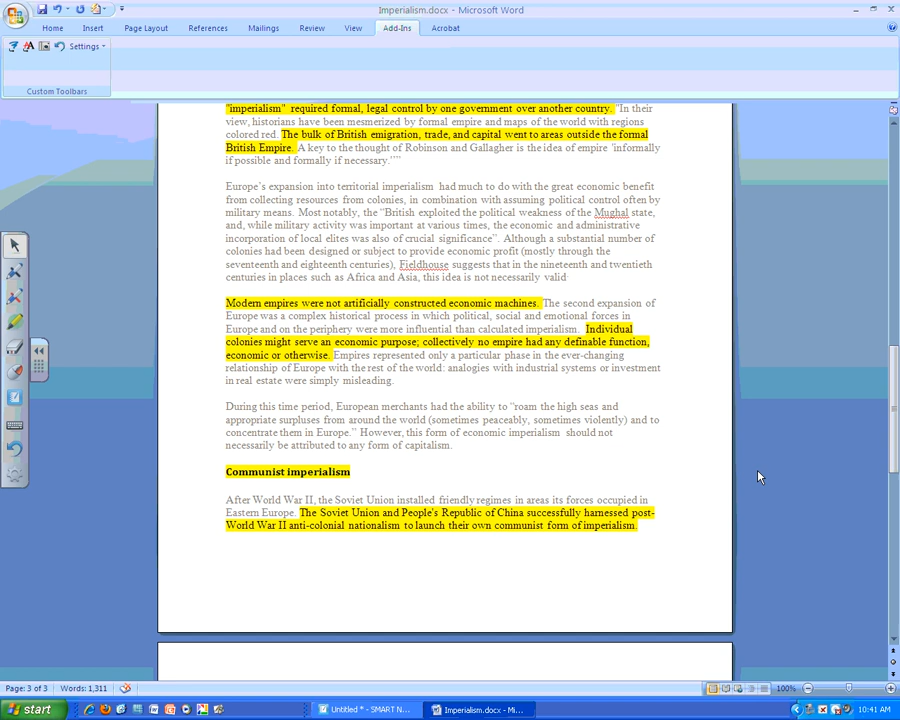 Imperialism.docx - Microsoft Word
Home Insert Page Layout References Mailings Review View Add-Ins Acrobat
Settings
Custom Toolbars
"imperialism" required formal, legal control by one government over another country. "In their
view, historians have been mesmerized by formal empire and maps of the world with regions
colored red. The bulk of British emigration, trade, and capital went to areas outside the formal
British Empire. A key to the thought of Robinson and Gallagher is the idea of empire 'informally
if possible and formally if necessary.'""
Europe's expansion into territorial imperialism had much to do with the great economic benefit
from collecting resources from colonies, in combination with assuming political control often by
military means. Most notably, the "British exploited the political weakness of the Mughal state,
and, while military activity was important at various times, the economic and administrative
incorporation of local elites was also of crucial significance". Although a substantial number of
colonies had been designed or subject to provide economic profit (mostly through the
seventeenth and eighteenth centuries), Fieldhouse suggests that in the nineteenth and twentieth
centuries in places such as Africa and Asia, this idea is not necessarily valid
Modern empires were not artificially constructed economic machines. The second expansion of
Europe was a complex historical process in which political, social and emotional forces in
Europe and on the periphery were more influential than calculated imperialism. Individual
colonies might serve an economic purpose; collectively no empire had any definable function,
economic or otherwise. Empires represented only a particular phase in the ever-changing
relationship of Europe with the rest of the world: analogies with industrial systems or investment
in real estate were simply misleading.
During this time period, European merchants had the ability to "roam the high seas and
appropriate surpluses from around the world (sometimes peaceably, sometimes violently) and to
concentrate them in Europe." However, this form of economic imperialism should not
necessarily be attributed to any form of capitalism.
Communist imperialism
After World War II, the Soviet Union installed friendly regimes in areas its forces occupied in
Eastern Europe. The Soviet Union and People's Republic of China successfully harnessed post-
World War II anti-colonial nationalism to launch their own communist form of imperialism.
Page: 3 of 3 Words: 1,311 100%
start Untitled * - SMART N... Imperialism.docx - Mi... 10:41 AM